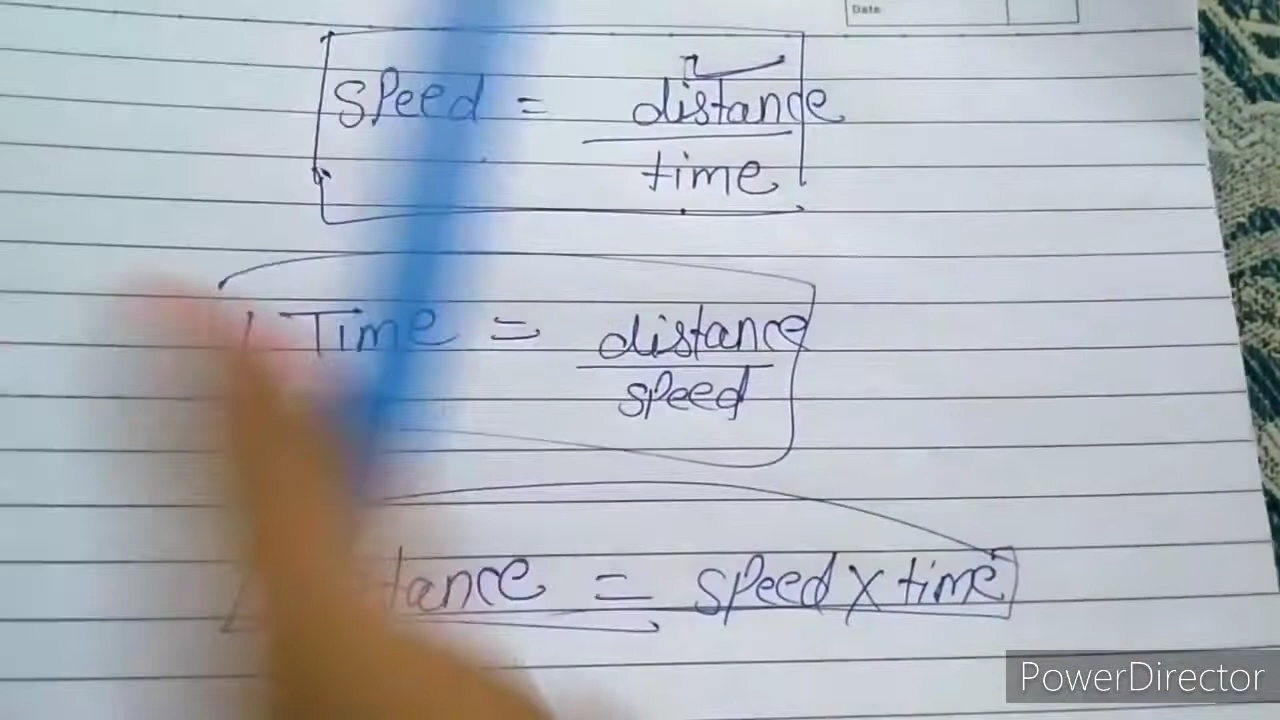 Date
Speed = distance
time
Time = distance
speed
tance = speed x time
PowerDirector